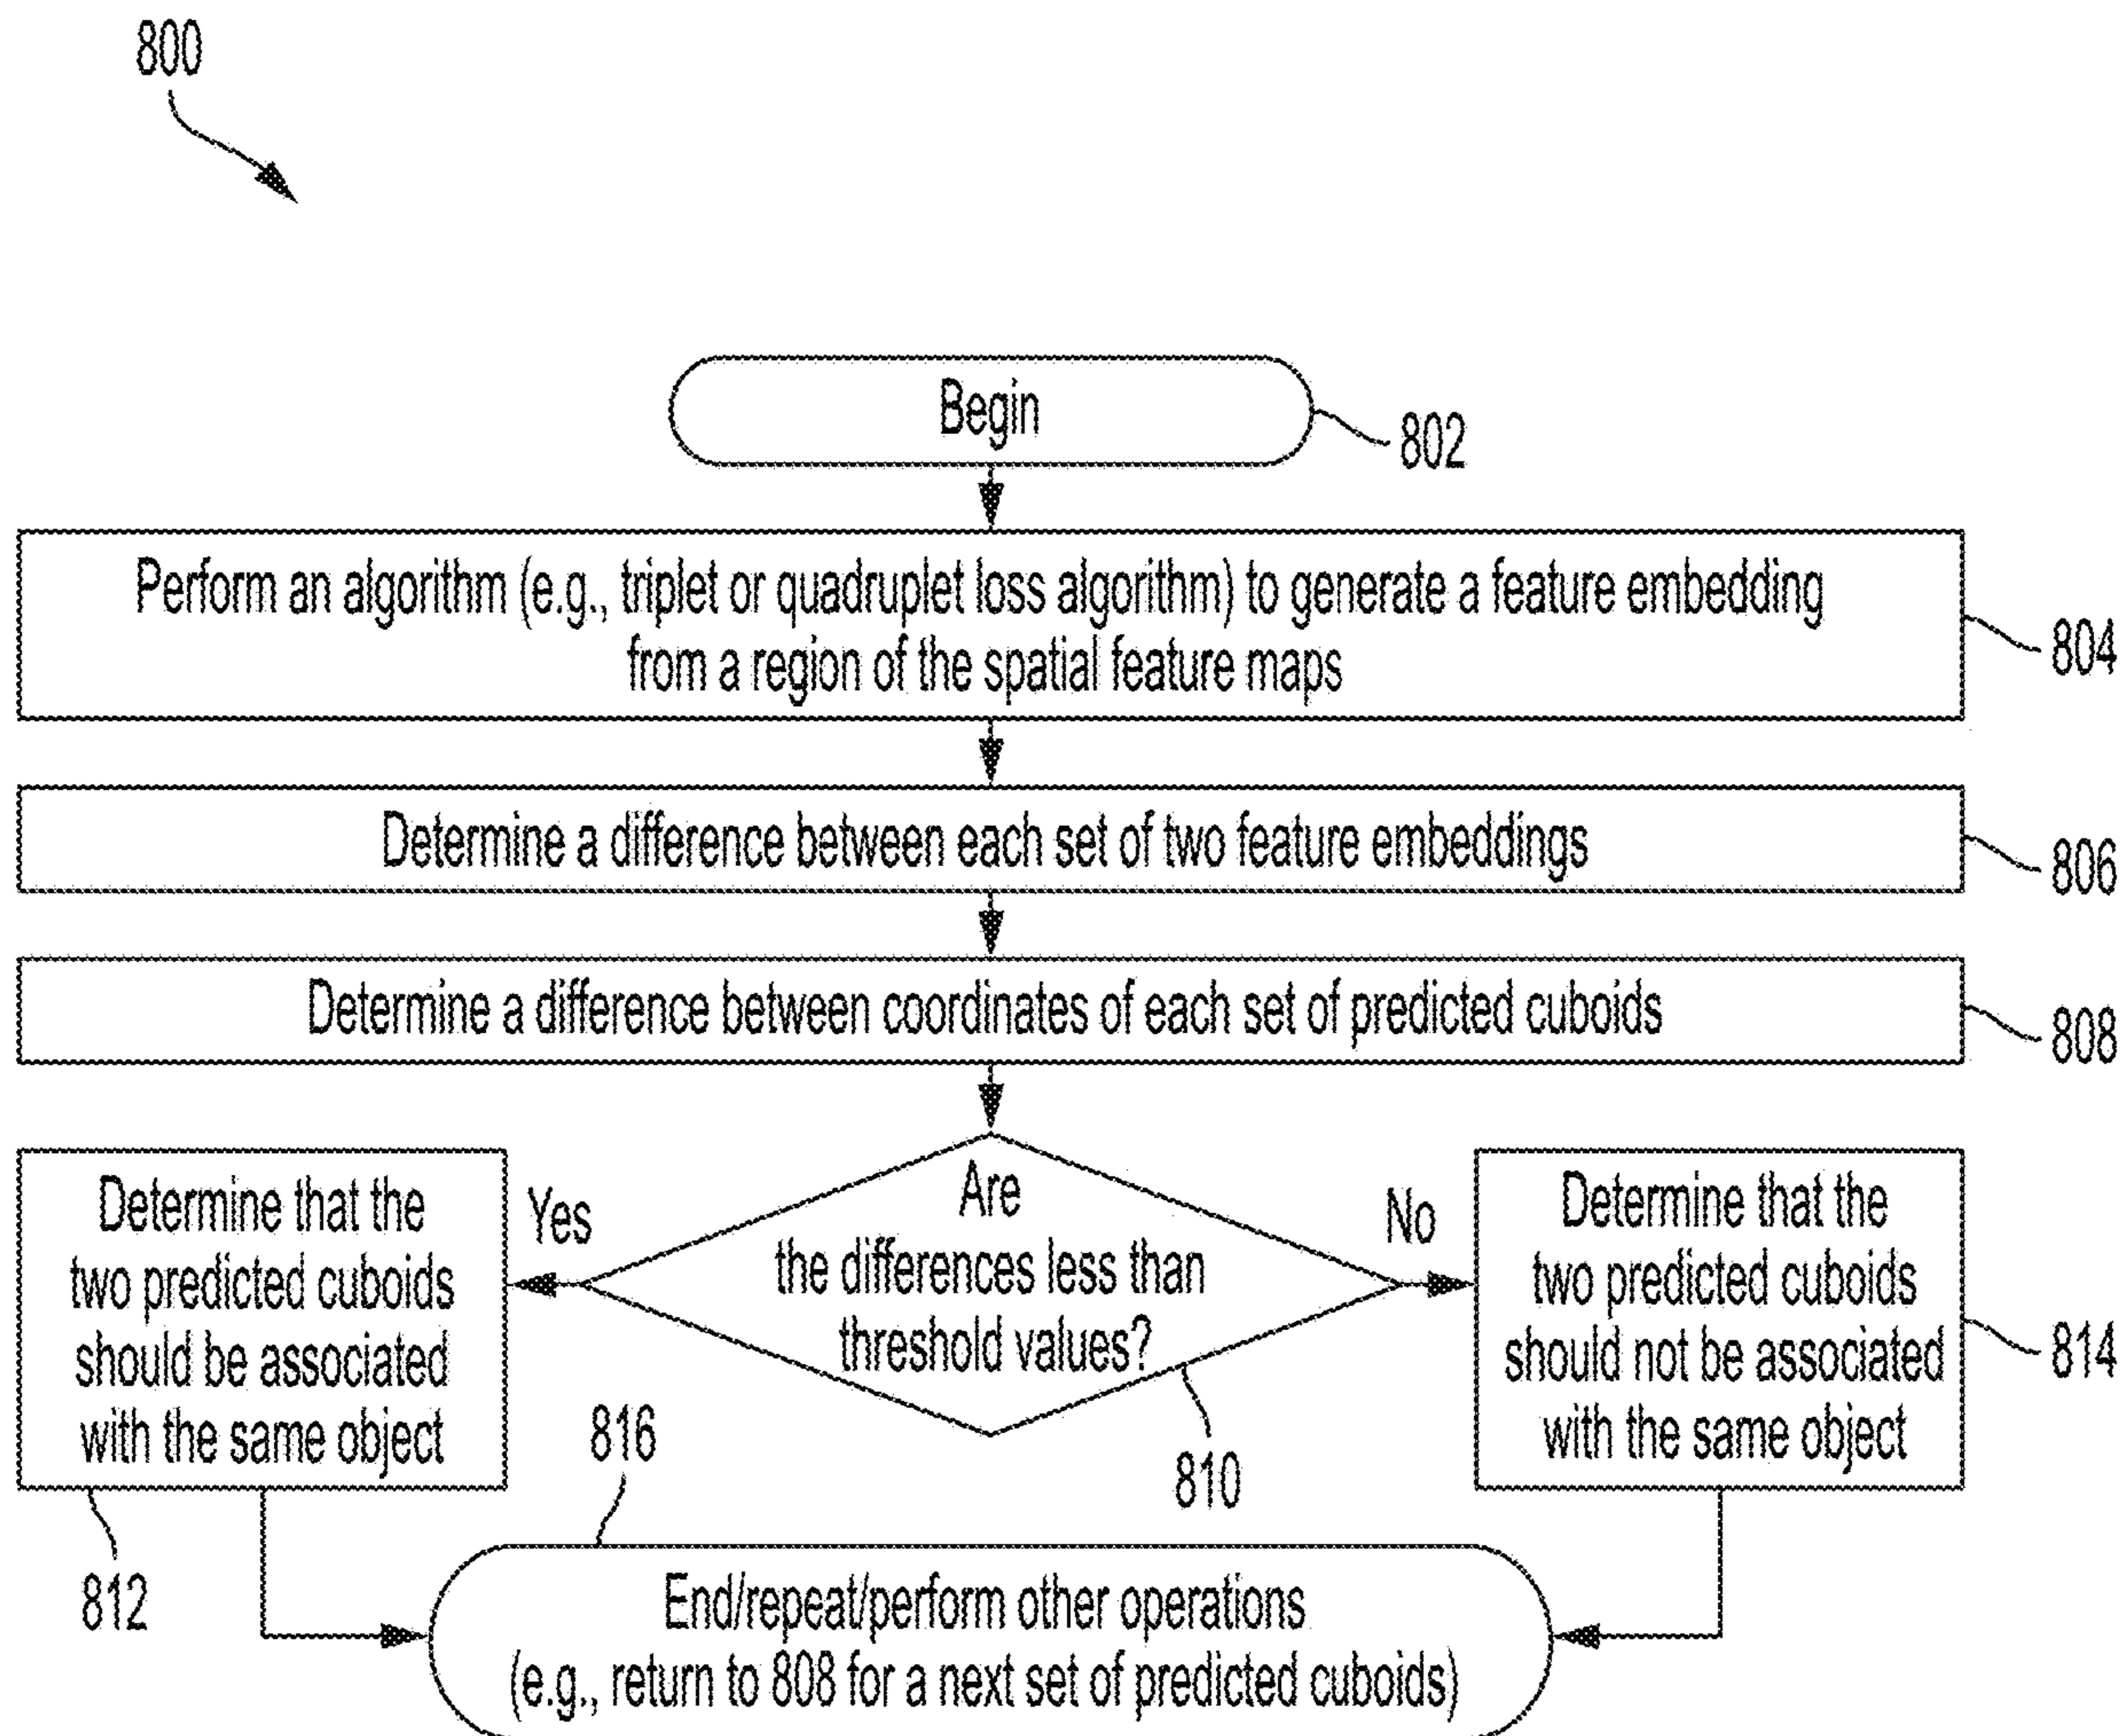 800
Begin
802
Perform an algorithm (e.g., triplet or quadruplet loss algorithm) to generate a feature embedding
from a region of the spatial feature maps
804
Determine a difference between each set of two feature embeddings
806
Determine a difference between coordinates of each set of predicted cuboids
808
Determine that the
two predicted cuboids
should be associated
with the same object
812
Yes
Are
the differences less than
threshold values?
810
No
Determine that the
two predicted cuboids
should not be associated
with the same object
814
816
End/repeat/perform other operations
(e.g., return to 808 for a next set of predicted cuboids)